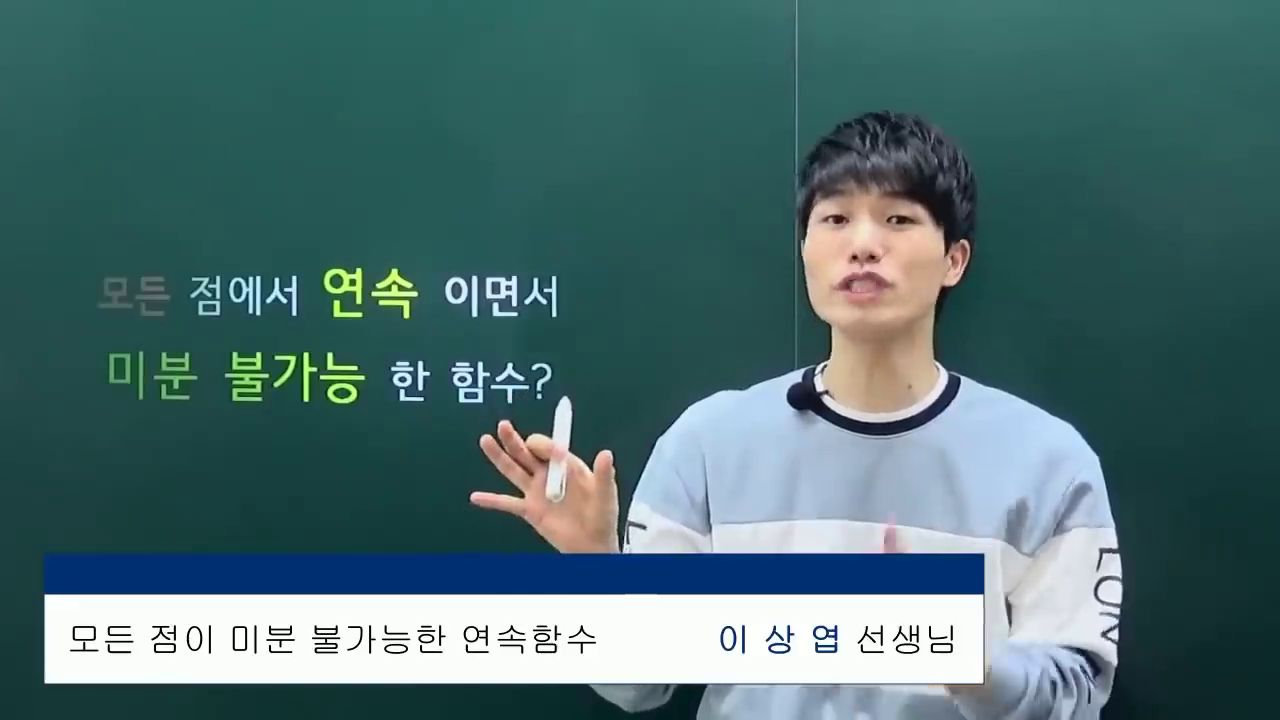 모든 점에서 연속 이면서
미분 불가능 한 함수?
모든 점이 미분 불가능한 연속함수
이 상 엽 선생님
LON